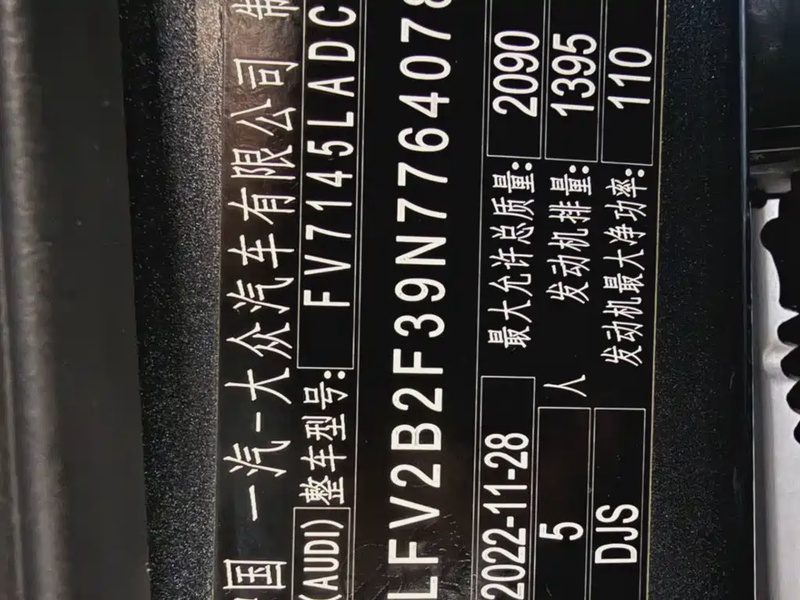 国 一汽-大众汽车有限公司 制
(AUDI) 整车型号: FV7145LADC
LFV2B2F39N7764078
2022-11-28 最大允许总质量: 2090
5 人 发动机排量: 1395
DJS 发动机最大净功率: 110